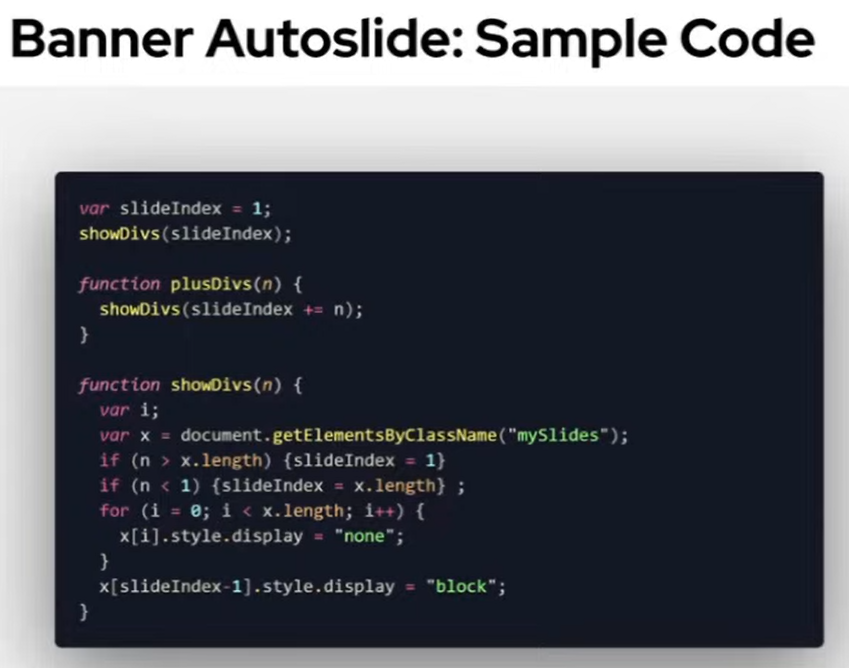 Banner Autoslide: Sample Code
var slideIndex = 1;
showDivs(slideIndex);
function plusDivs(n) {
showDivs(slideIndex += n);
}
function showDivs(n) {
var i;
var x = document.getElementsByClassName("mySlides");
if (n > x.length) {slideIndex = 1}
if (n < 1) {slideIndex = x.length} ;
for (i = 0; i < x.length; i++) {
x[i].style.display = "none";
}
x[slideIndex-1].style.display = "block";
}